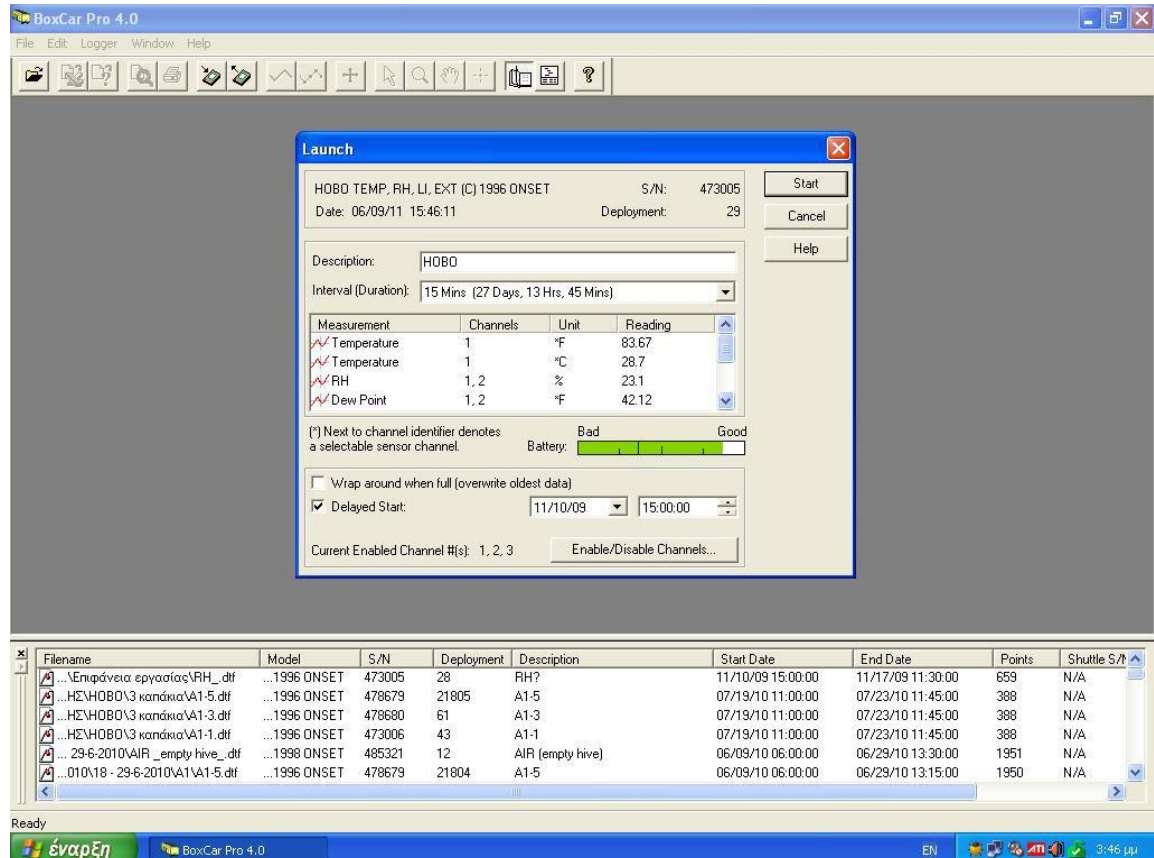 BoxCar Pro 4.0
File Edit Logger Window Help
Launch
HOBO TEMP, RH, LI, EXT (C) 1996 ONSET S/N: 473005
Date: 06/09/11 15:46:11 Deployment: 29
Start
Cancel
Help
Description: HOBO
Interval (Duration): 15 Mins (27 Days, 13 Hrs, 45 Mins)
Measurement Channels Unit Reading
Temperature 1 °F 83.67
Temperature 1 °C 28.7
RH 1, 2 % 23.1
Dew Point 1, 2 °F 42.12
(*) Next to channel identifier denotes
a selectable sensor channel.
Bad Good
Battery:
Wrap around when full (overwrite oldest data)
Delayed Start: 11/10/09 15:00:00
Current Enabled Channel #(s): 1, 2, 3 Enable/Disable Channels...
Filename Model S/N Deployment Description Start Date End Date Points Shuttle S/N
...\Επιφάνεια εργασίας\RH_.dtf ...1996 ONSET 473005 28 RH? 11/10/09 15:00:00 11/17/09 11:30:00 659 N/A
...ΗΣ\HOBO\3 καπάκια\A1-5.dtf ...1996 ONSET 478679 21805 A1-5 07/19/10 11:00:00 07/23/10 11:45:00 388 N/A
...ΗΣ\HOBO\3 καπάκια\A1-3.dtf ...1996 ONSET 478680 61 A1-3 07/19/10 11:00:00 07/23/10 11:45:00 388 N/A
...ΗΣ\HOBO\3 καπάκια\A1-1.dtf ...1996 ONSET 473006 43 A1-1 07/19/10 11:00:00 07/23/10 11:45:00 388 N/A
... 29-6-2010\AIR _empty hive_.dtf ...1998 ONSET 485321 12 AIR (empty hive) 06/09/10 06:00:00 06/29/10 13:30:00 1951 N/A
...010\18 - 29-6-2010\A1\A1-5.dtf ...1996 ONSET 478679 21804 A1-5 06/09/10 06:00:00 06/29/10 13:15:00 1950 N/A
Ready
έναρξη BoxCar Pro 4.0 EN ATI 3:46 μμ